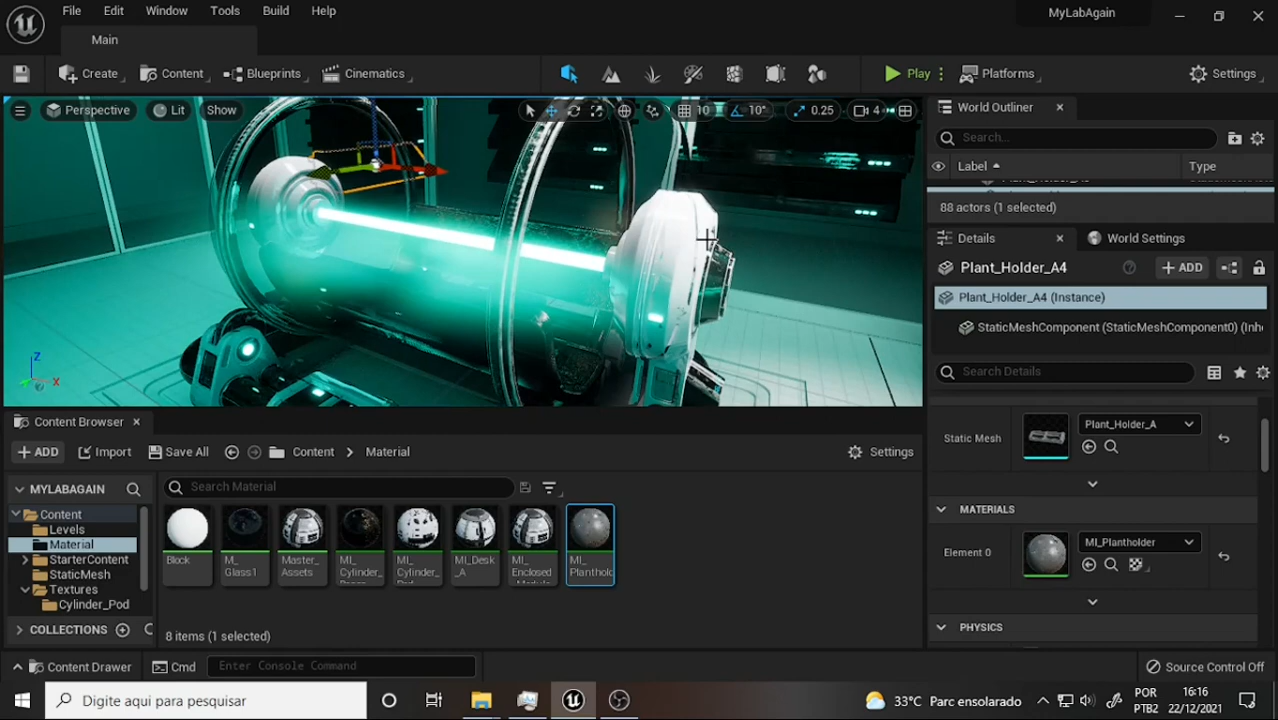 File Edit Window Tools Build Help
MyLabAgain
Main
Create Content Blueprints Cinematics Play Platforms Settings
Perspective Lit Show 10 10° 0.25 4
World Outliner
Search...
Label Type
88 actors (1 selected)
Details World Settings
Plant_Holder_A4 ADD
Plant_Holder_A4 (Instance)
StaticMeshComponent (StaticMeshComponent0) (Inh
Search Details
Static Mesh Plant_Holder_A
MATERIALS
Element 0 MI_Plantholder
PHYSICS
Z
X
Content Browser
ADD Import Save All Content Material Settings
MYLABAGAIN
Search Material
Content
Levels
Material
StarterContent
StaticMesh
Textures
Cylinder_Pod
COLLECTIONS
Block
M_
Glass1
Master_
Assets
MI_
Cylinder_
MI_
Cylinder_
MI_Desk
_A
MI_
Enclosed
MI_
Planthold
8 items (1 selected)
Content Drawer Cmd Enter Console Command Source Control Off
Digite aqui para pesquisar
33°C Parc ensolarado
POR
PTB2
16:16
22/12/2021